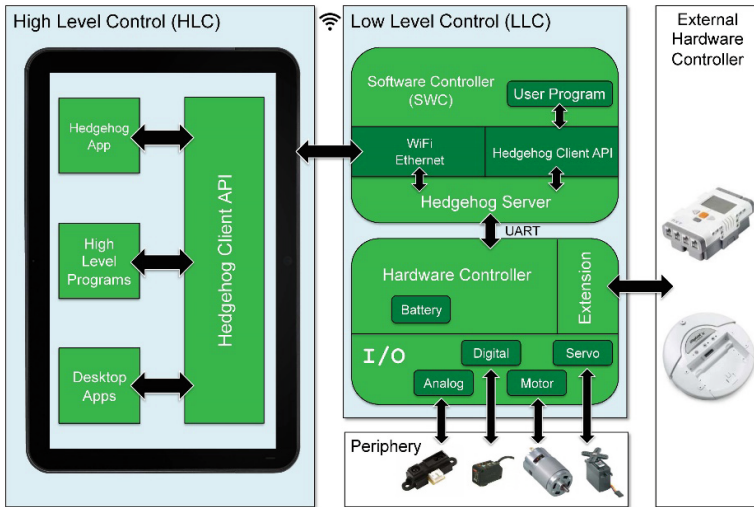 High Level Control (HLC)
Hedgehog
App
High
Level
Programs
Desktop
Apps
Hedgehog Client API
Low Level Control (LLC)
Software Controller
(SWC)
User Program
WiFi
Ethernet
Hedgehog Client API
Hedgehog Server
UART
Hardware Controller
Battery
Extension
I/O
Digital
Servo
Analog
Motor
Periphery
External
Hardware
Controller